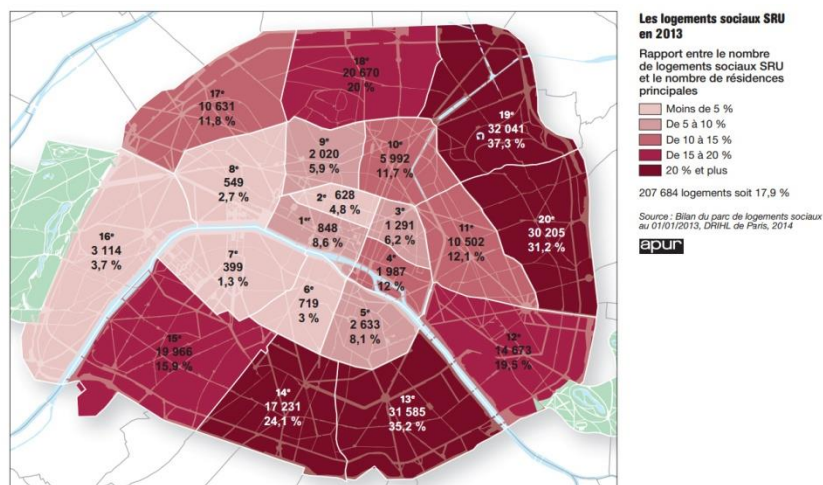 Les logements sociaux SRU
en 2013
Rapport entre le nombre
de logements sociaux SRU
et le nombre de résidences
principales
Moins de 5 %
De 5 à 10 %
De 10 à 15 %
De 15 à 20 %
20 % et plus
207 684 logements soit 17,9 %
Source : Bilan du parc de logements sociaux
au 01/01/2013, DRIHL de Paris, 2014
apur
18e
20 670
20 %
17e
10 631
11,8 %
19e
32 041
37,3 %
9e
2 020
5,9 %
10e
5 992
11,7 %
8e
549
2,7 %
2e 628
4,8 %
1er
848
8,6 %
3e
1 291
6,2 %
11e
10 502
12,1 %
20e
30 205
31,2 %
16e
3 114
3,7 %
7e
399
1,3 %
4e
1 987
12 %
6e
719
3 %
5e
2 633
8,1 %
15e
19 966
15,9 %
12e
14 673
19,5 %
14e
17 231
24,1 %
13e
31 585
35,2 %